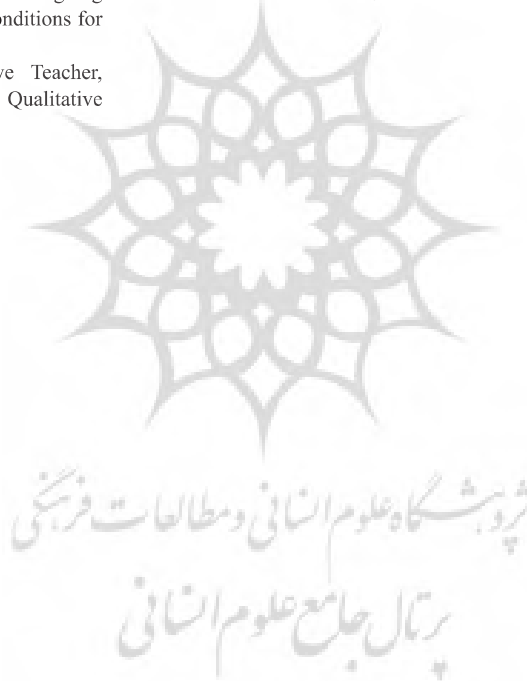 onditions for
ve Teacher,
Qualitative
پژوهشگاه علوم انسانی و مطالعات فرهنگی
پرتال جامع علوم انسانی